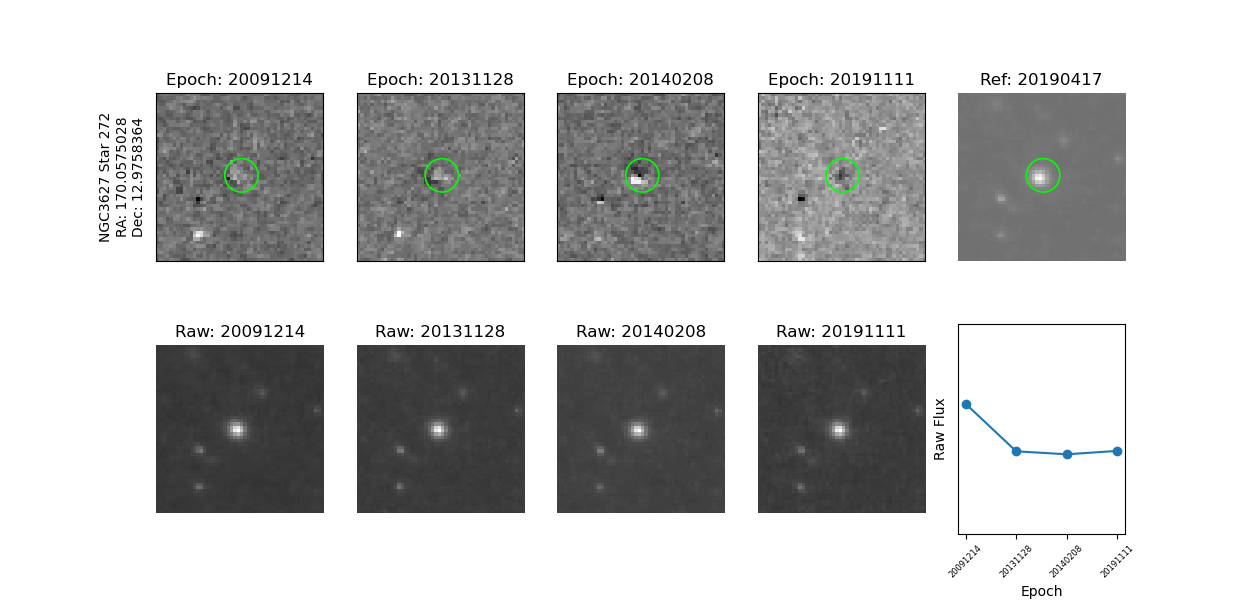 NGC3627 Star 272
RA: 170.0575028
Dec: 12.9758364
Epoch: 20091214
Epoch: 20131128
Epoch: 20140208
Epoch: 20191111
Ref: 20190417
Raw: 20091214
Raw: 20131128
Raw: 20140208
Raw: 20191111
Raw Flux
20091214
20131128
20140208
20191111
Epoch